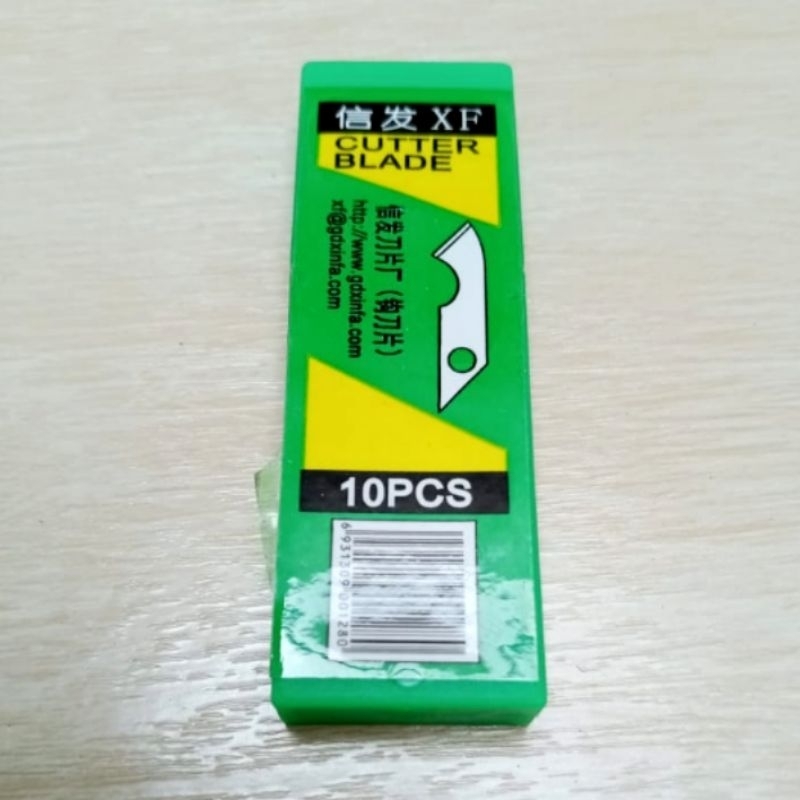 信发 XF
CUTTER
BLADE
信发刀片厂（钩刀片）
http://www.gdxinfa.com
xf@gdxinfa.com
10PCS
6931309001280